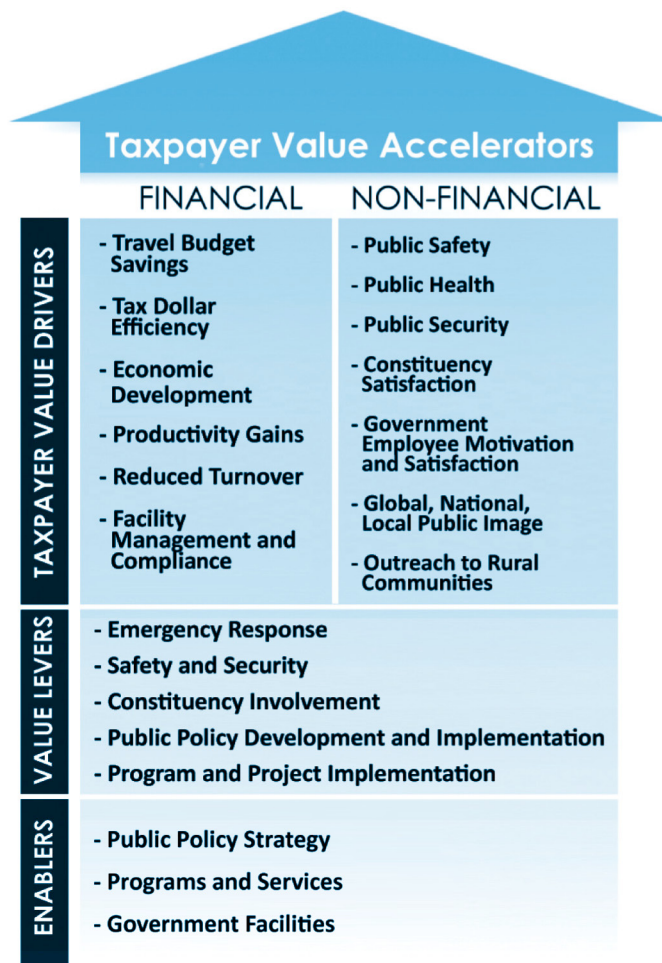 Taxpayer Value Accelerators
FINANCIAL
NON-FINANCIAL
TAXPAYER VALUE DRIVERS
- Travel Budget
Savings
- Tax Dollar
Efficiency
- Economic
Development
- Productivity Gains
- Reduced Turnover
- Facility
Management and
Compliance
- Public Safety
- Public Health
- Public Security
- Constituency
Satisfaction
- Government
Employee Motivation
and Satisfaction
- Global, National,
Local Public Image
- Outreach to Rural
Communities
VALUE LEVERS
- Emergency Response
- Safety and Security
- Constituency Involvement
- Public Policy Development and Implementation
- Program and Project Implementation
ENABLERS
- Public Policy Strategy
- Programs and Services
- Government Facilities